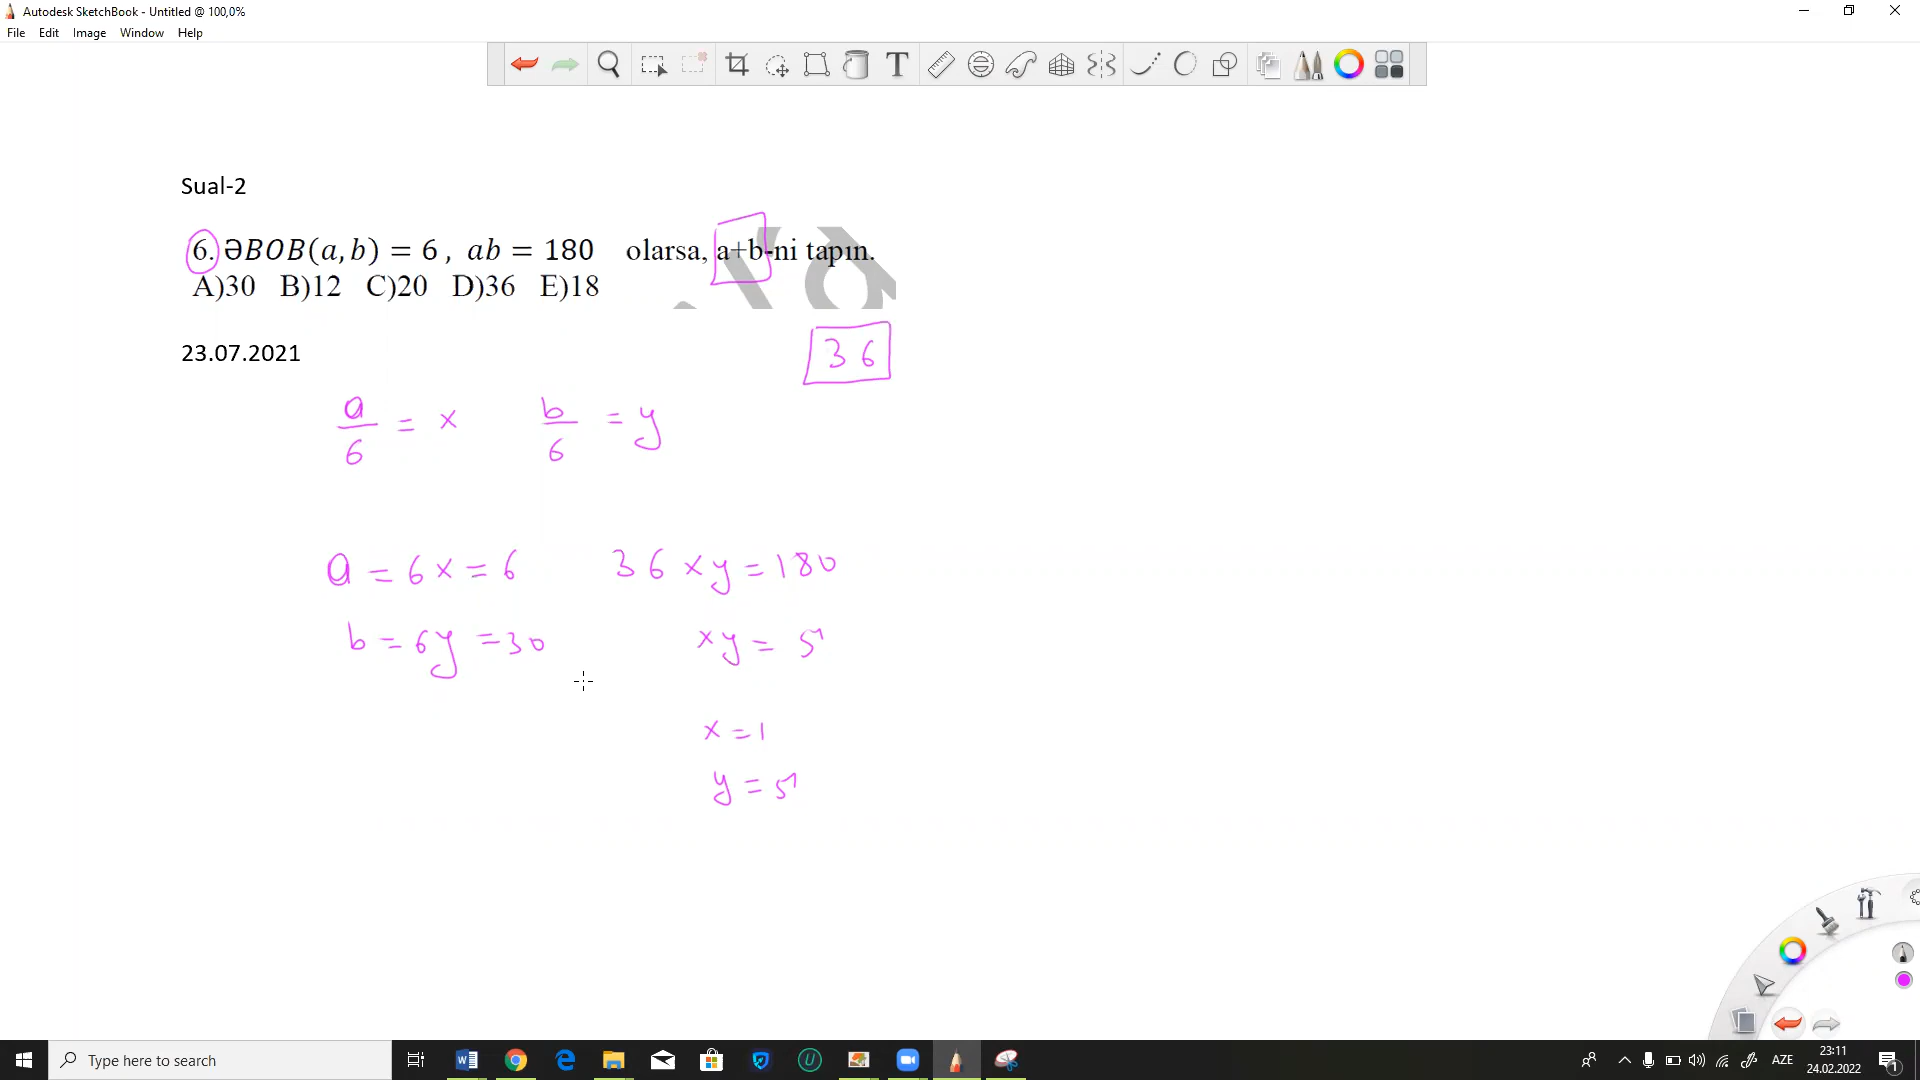 Autodesk SketchBook - Untitled @ 100,0%
File Edit Image Window Help
T
Sual-2
6. ƏBOB(a,b) = 6 , ab = 180 olarsa, a+b-ni tapın.
A)30 B)12 C)20 D)36 E)18
36
23.07.2021
a/6 = x b/6 = y
a = 6x = 6 36xy = 180
b = 6y = 30 xy = 5
x = 1
y = 5
Type here to search
AZE
23:11
24.02.2022
1